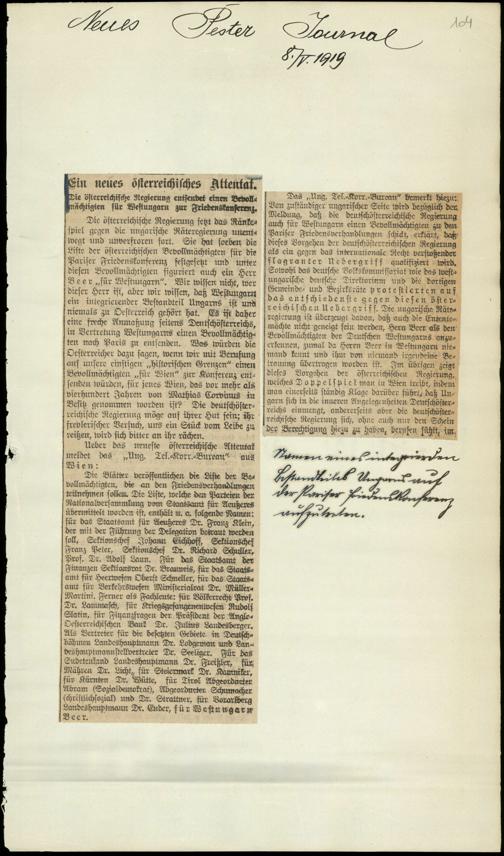 Neues Pester Journal
104
8./V. 1919
Ein neues österreichisches Attentat.
Die österreichische Regierung entsendet einen Bevoll-
mächtigten für Westungarn zur Friedenskonferenz.
Die österreichische Regierung setzt das Ränke-
spiel gegen die ungarische Räteregierung unent-
wegt und unverfroren fort. Sie hat soeben die
Liste der österreichischen Bevollmächtigten für die
Pariser Friedenskonferenz festgesetzt und unter
diesen Bevollmächtigten figuriert auch ein Herr
Beer „für Westungarn“. Wir wissen nicht, wer
dieser Herr ist, aber wir wissen, daß Westungarn
ein integrierender Bestandteil Ungarns ist und
niemals zu Oesterreich gehört hat. Es ist daher
eine freche Anmaßung seitens Deutschösterreichs,
in Vertretung Westungarns einen Bevollmächtig-
ten nach Paris zu entsenden. Was würden die
Oesterreicher dazu sagen, wenn wir mit Berufung
auf unsere einstigen „historischen Grenzen“ einen
Bevollmächtigten „für Wien“ zur Konferenz ent-
senden würden, für jenes Wien, das vor mehr als
vierhundert Jahren von Mathias Corvinus in
Besitz genommen worden ist? Die deutschöster-
reichische Regierung möge auf ihrer Hut sein; ihr
frevlerischer Versuch, uns ein Stück vom Leibe zu
reißen, wird sich bitter an ihr rächen.
Ueber das neueste österreichische Attentat
meldet das „Ung. Tel.-Korr.-Bureau“ aus
Wien:
Die Blätter veröffentlichen die Liste der Be-
vollmächtigten, die an den Friedensverhandlungen
teilnehmen sollen. Die Liste, welche den Parteien der
Nationalversammlung vom Staatsamt für Aeußeres
übermittelt worden ist, enthält u. a. folgende Namen:
für das Staatsamt für Aeußeres Dr. Franz Klein,
der mit der Führung der Delegation betraut werden
soll, Sektionschef Johann Eichhoff, Sektionschef
Franz Peter, Sektionschef Dr. Richard Schuller,
Prof. Dr. Adolf Laun. Für das Staatsamt der
Finanzen Sektionsrat Dr. Brauneis, für das Staats-
amt für Heerwesen Oberst Schneller, für das Staats-
amt für Verkehrswesen Ministerialrat Dr. Müller-
Martini. Ferner als Fachleute: für Völkerrecht Prof.
Dr. Lammasch, für Kriegsgefangenenwesen Rudolf
Slatin, für Finanzfragen der Präsident der Anglo-
Oesterreichischen Bank Dr. Julius Landesberger.
Als Vertreter für die besetzten Gebiete in Deutsch-
böhmen Landeshauptmann Dr. Lodgeman und Lan-
deshauptmannstellvertreter Dr. Seeliger. Für das
Sudetenland Landeshauptmann Dr. Freißler, für
Mähren Dr. Licht, für Steiermark Dr. Kamniker,
für Kärnten Dr. Wutte, für Tirol Abgeordneter
Abram (Sozialdemokrat), Abgeordneter Schumacher
(christlichsozial) und Dr. Strattner, für Vorarlberg
Landeshauptmann Dr. Ender, für Westungarn
Beer.
Das „Ung. Tel.-Korr.-Bureau“ bemerkt hiezu:
Von zuständiger ungarischer Seite wird bezüglich der
Meldung, daß die deutschösterreichische Regierung
auch für Westungarn einen Bevollmächtigten zu den
Pariser Friedensverhandlungen schickt, erklärt, daß
dieses Vorgehen der deutschösterreichischen Regierung
als ein gegen das internationale Recht verstoßender
flagranter Uebergriff qualifiziert wird.
Sowohl das deutsche Volkskommissariat wie das west-
ungarische deutsche Direktorium und die dortigen
Gemeinde- und Bezirksräte protestierten auf
das entschiedenste gegen diesen öster-
reichischen Uebergriff. Die ungarische Räte-
regierung ist überzeugt davon, daß auch die Entente-
mächte nicht geneigt sein werden, Herrn Beer als den
Bevollmächtigten der Deutschen Westungarns anzu-
erkennen, zumal da Herrn Beer in Westungarn nie-
mand kennt und ihm von niemand irgendeine Be-
trauung übertragen worden ist. Im übrigen zeigt
dieses Vorgehen der österreichischen Regierung,
welches Doppelspiel man in Wien treibt, indem
man einerseits ständig Klage darüber führt, daß Un-
garn sich in die inneren Angelegenheiten Deutschöster-
reichs einmengt, andererseits aber die deutschöster-
reichische Regierung sich, ohne auch nur den Schein
der Berechtigung hiezu zu haben, berufen fühlt, im
Namen eines integrirenden
Bestandteiles Ungarns auf
der Pariser Friedenskonferenz
aufzutreten.